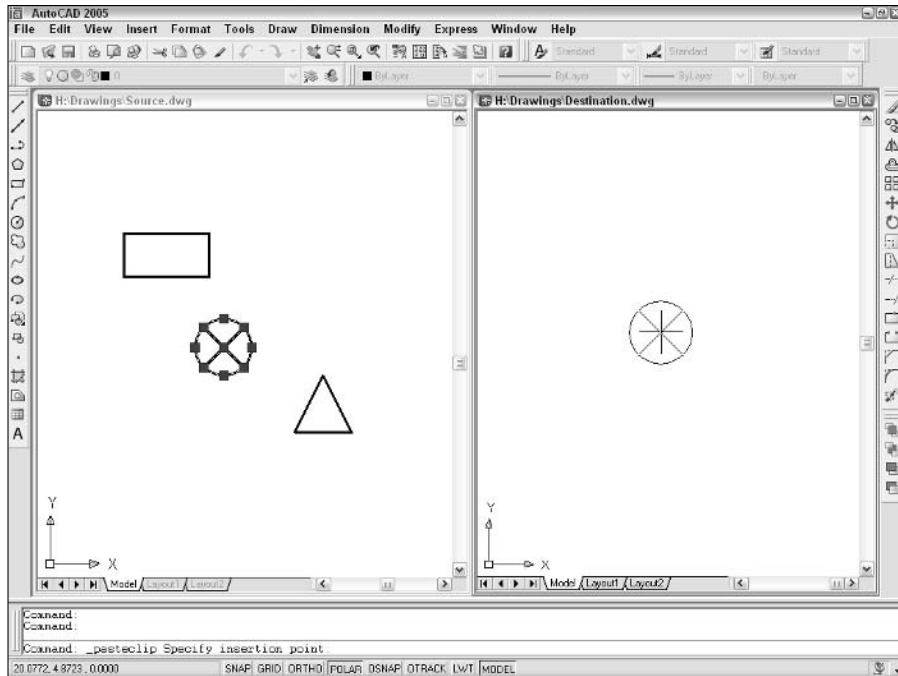 AutoCAD 2005
File Edit View Insert Format Tools Draw Dimension Modify Express Window Help
Standard Standard Standard
0 ByLayer ByLayer ByLayer ByLayer
H:\Drawings\Source.dwg
H:\Drawings\Destination.dwg
Y
X
Y
X
Model Layout1 Layout2
Model Layout1 Layout2
A
Command:
Command:
Command: _pasteclip Specify insertion point:
20.0772, 4.8723, 0.0000 SNAP GRID ORTHO POLAR OSNAP OTRACK LWT MODEL